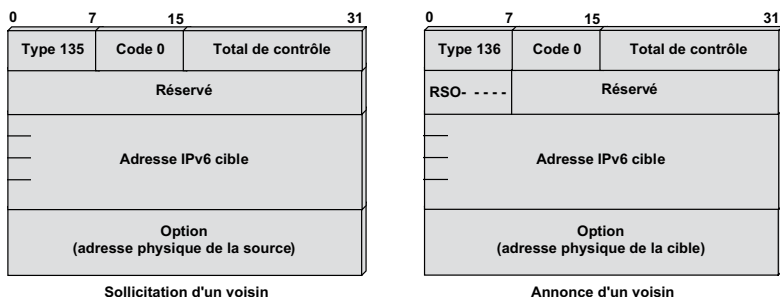 0 7 15 31
Type 135 Code 0 Total de contrôle
Réservé
Adresse IPv6 cible
Option
(adresse physique de la source)
Sollicitation d'un voisin
0 7 15 31
Type 136 Code 0 Total de contrôle
RSO- - - - - Réservé
Adresse IPv6 cible
Option
(adresse physique de la cible)
Annonce d'un voisin